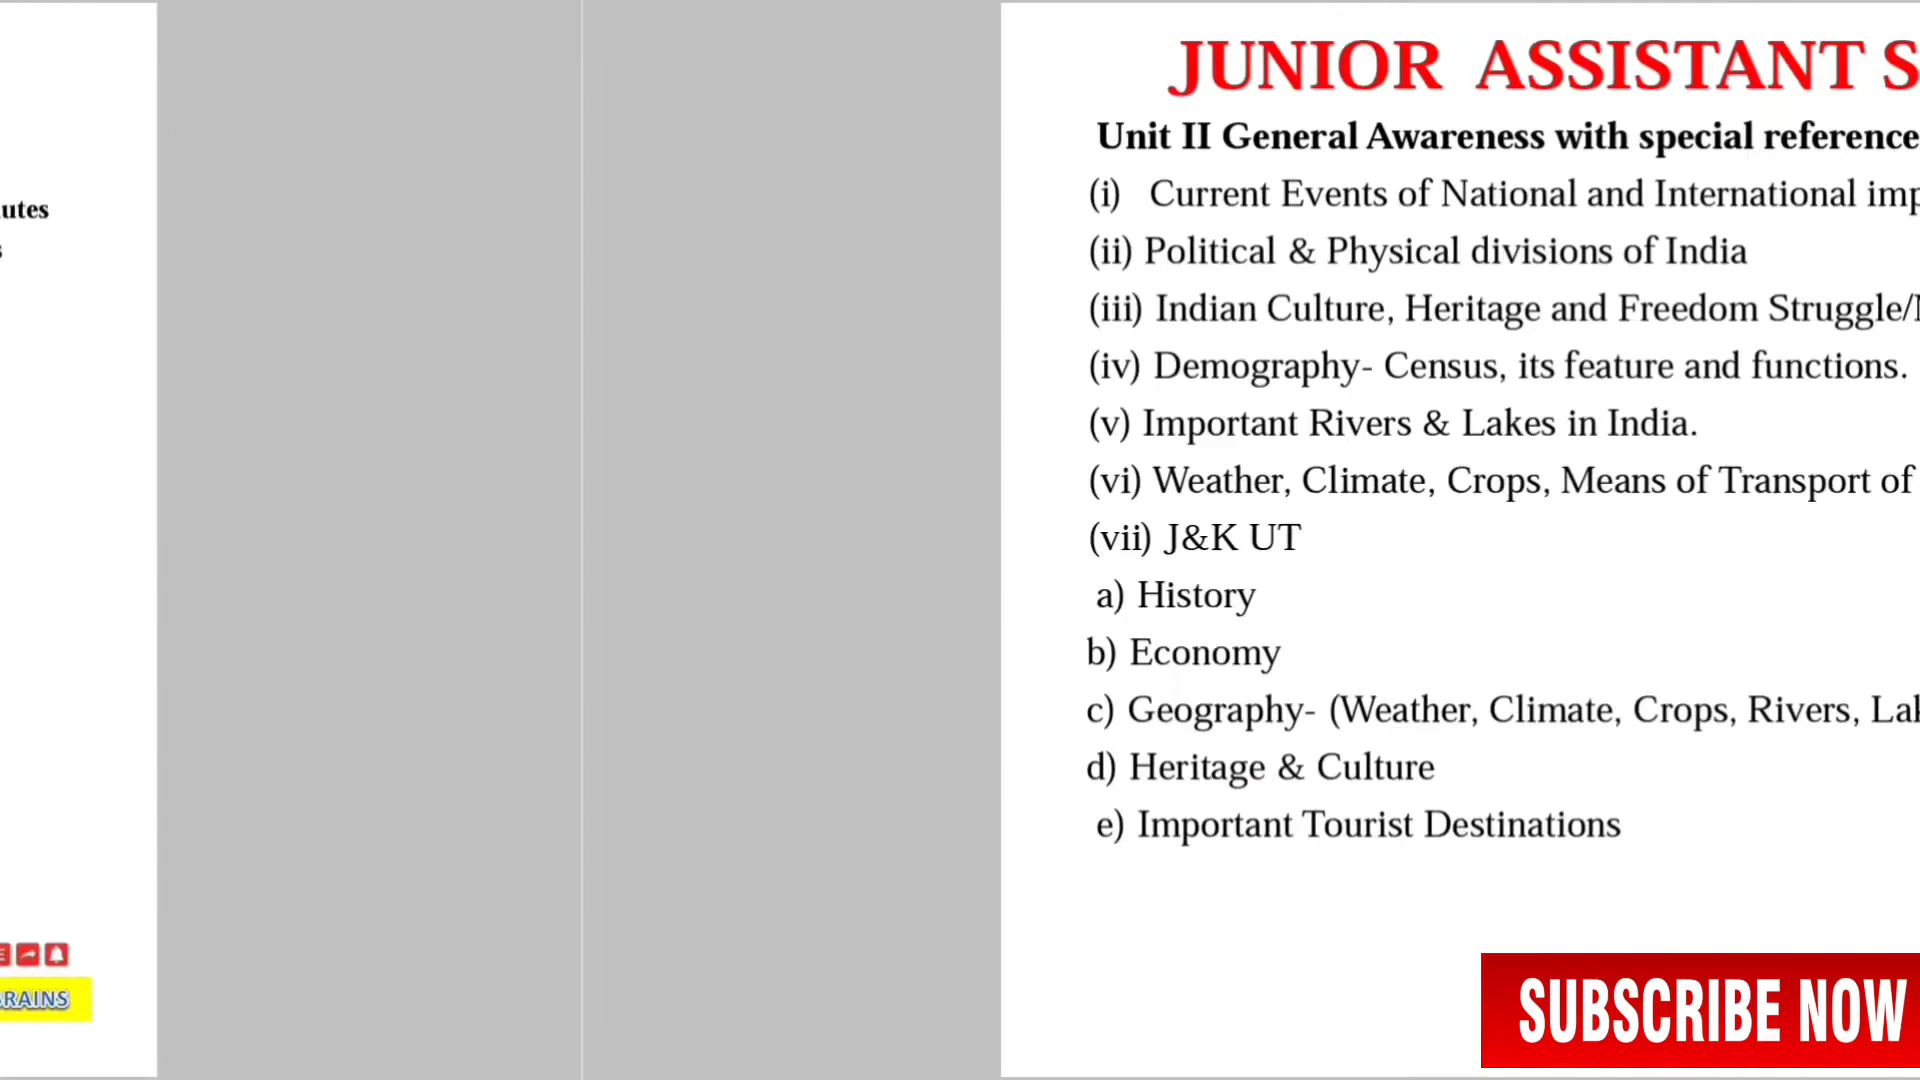 utes
RAINS
JUNIOR ASSISTANT S
Unit II General Awareness with special reference
(i) Current Events of National and International imp
(ii) Political & Physical divisions of India
(iii) Indian Culture, Heritage and Freedom Struggle/
(iv) Demography- Census, its feature and functions.
(v) Important Rivers & Lakes in India.
(vi) Weather, Climate, Crops, Means of Transport of
(vii) J&K UT
a) History
b) Economy
c) Geography- (Weather, Climate, Crops, Rivers, Lak
d) Heritage & Culture
e) Important Tourist Destinations
SUBSCRIBE NOW